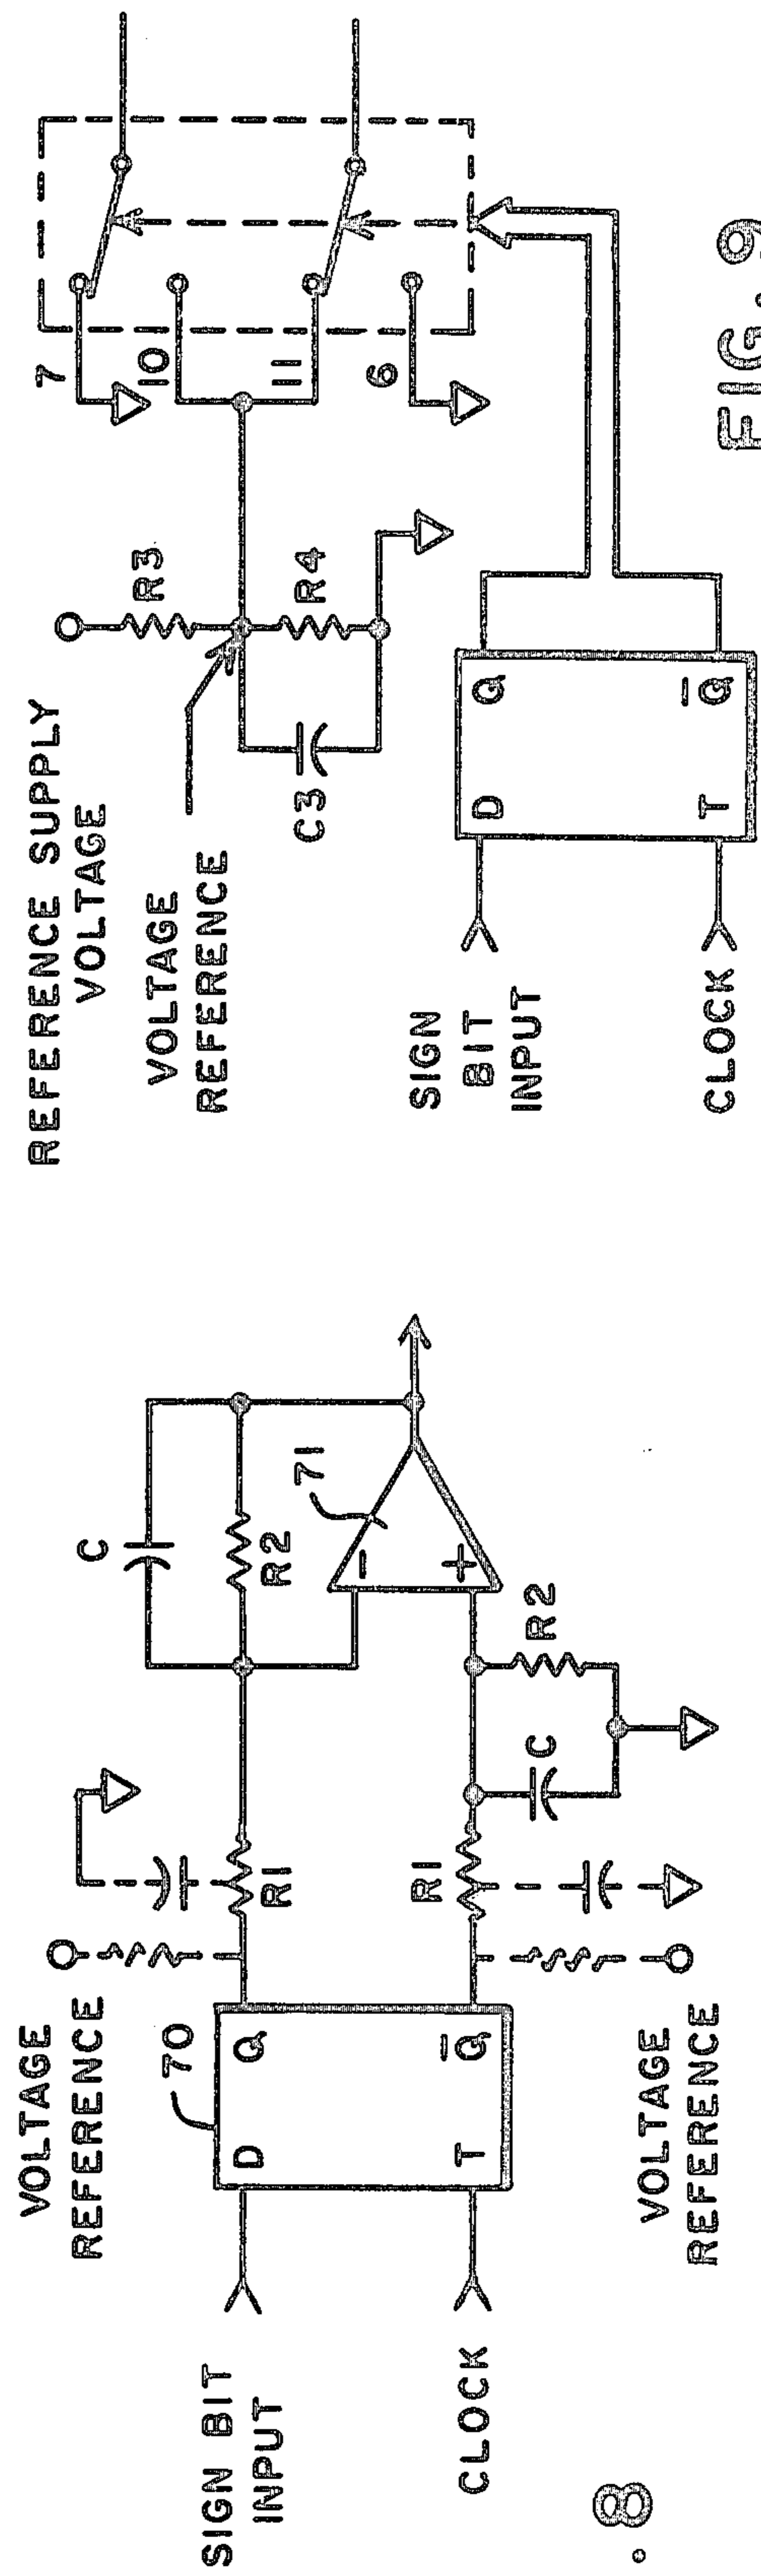 VOLTAGE
REFERENCE
70
SIGN BIT
INPUT
CLOCK
D
Q
T
Q̅
R1
R1
C
R2
71
−
+
C
R2
VOLTAGE
REFERENCE
. 8
REFERENCE SUPPLY
VOLTAGE
VOLTAGE
REFERENCE
R3
R4
C3
7
10
11
6
SIGN
BIT
INPUT
CLOCK
D
Q
T
Q̅
FIG. 9